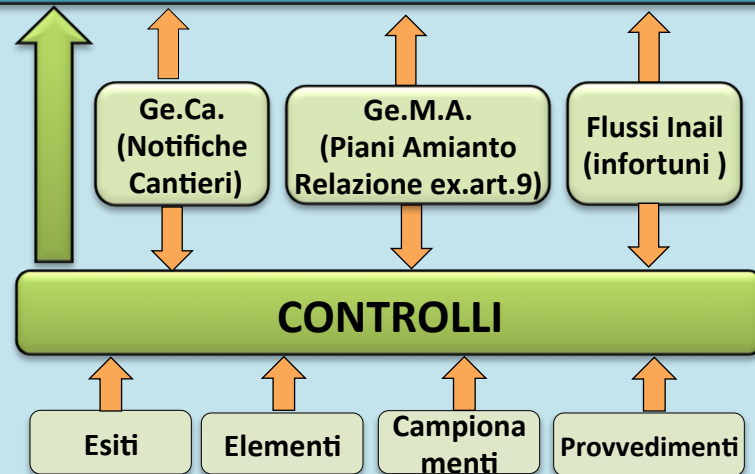 Ge.Ca.
(Notifiche
Cantieri)
Ge.M.A.
(Piani Amianto
Relazione ex.art.9)
Flussi Inail
(infortuni )
CONTROLLI
Esiti
Elementi
Campiona
menti
Provvedimenti